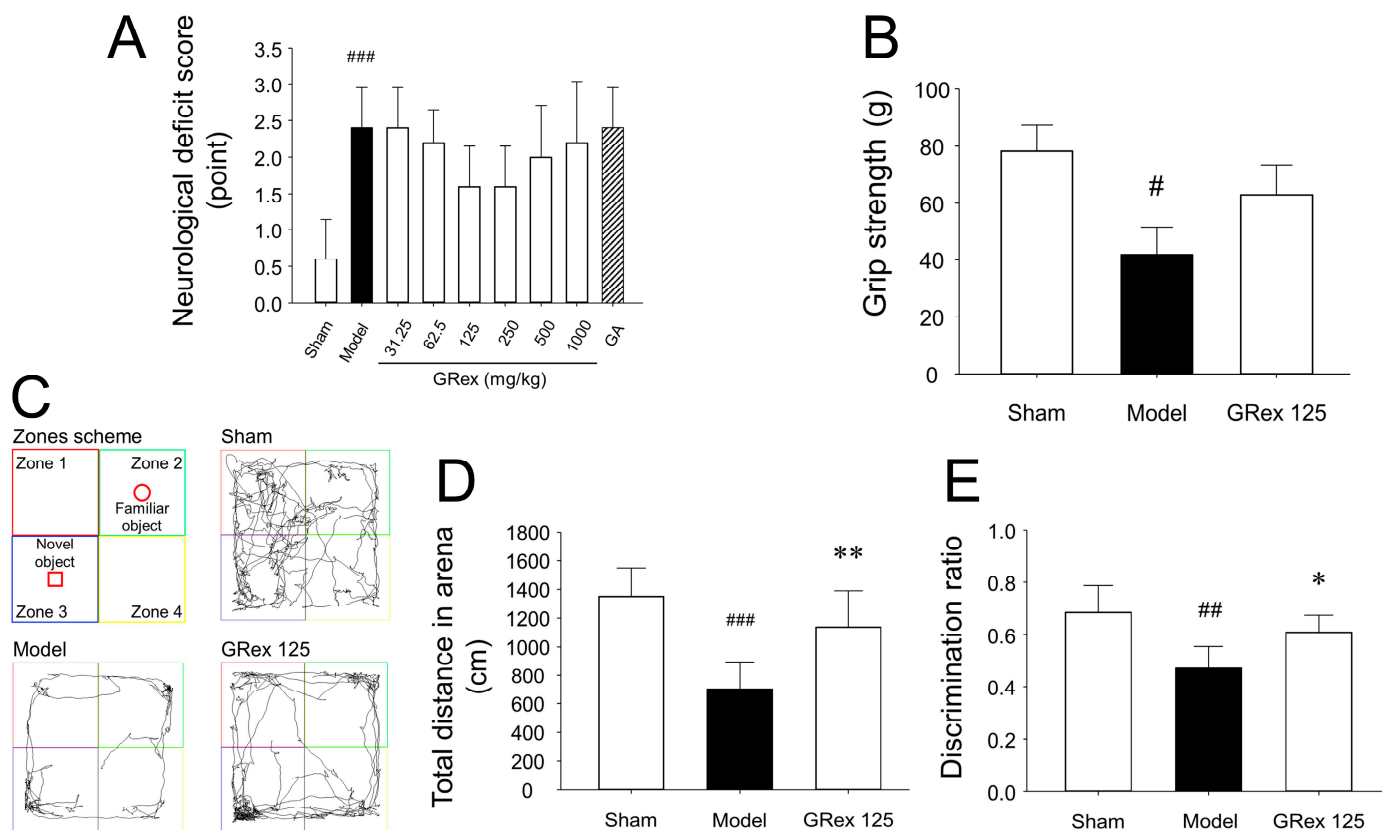 A
Neurological deficit score
(point)
3.5
3.0
2.5
2.0
1.5
1.0
0.5
0.0
###
Sham
Model
31.25
62.5
125
250
500
1000
GA
GRex (mg/kg)
B
Grip strength (g)
100
80
60
40
20
0
#
Sham
Model
GRex 125
C
Zones scheme
Zone 1
Zone 2
Familiar
object
Novel
object
Zone 3
Zone 4
Sham
Model
GRex 125
D
Total distance in arena
(cm)
1800
1600
1400
1200
1000
800
600
400
200
0
###
**
Sham
Model
GRex 125
E
Discrimination ratio
1.0
0.8
0.6
0.4
0.2
0.0
##
*
Sham
Model
GRex 125